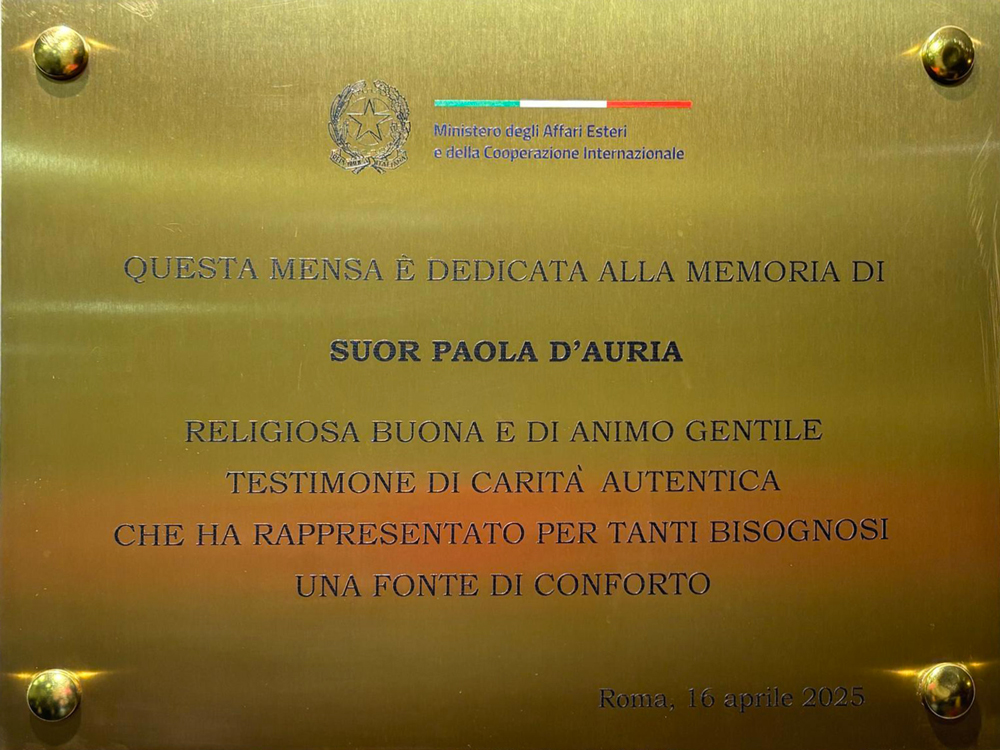 Ministero degli Affari Esteri
e della Cooperazione Internazionale
QUESTA MENSA È DEDICATA ALLA MEMORIA DI
SUOR PAOLA D'AURIA
RELIGIOSA BUONA E DI ANIMO GENTILE
TESTIMONE DI CARITÀ AUTENTICA
CHE HA RAPPRESENTATO PER TANTI BISOGNOSI
UNA FONTE DI CONFORTO
Roma, 16 aprile 2025